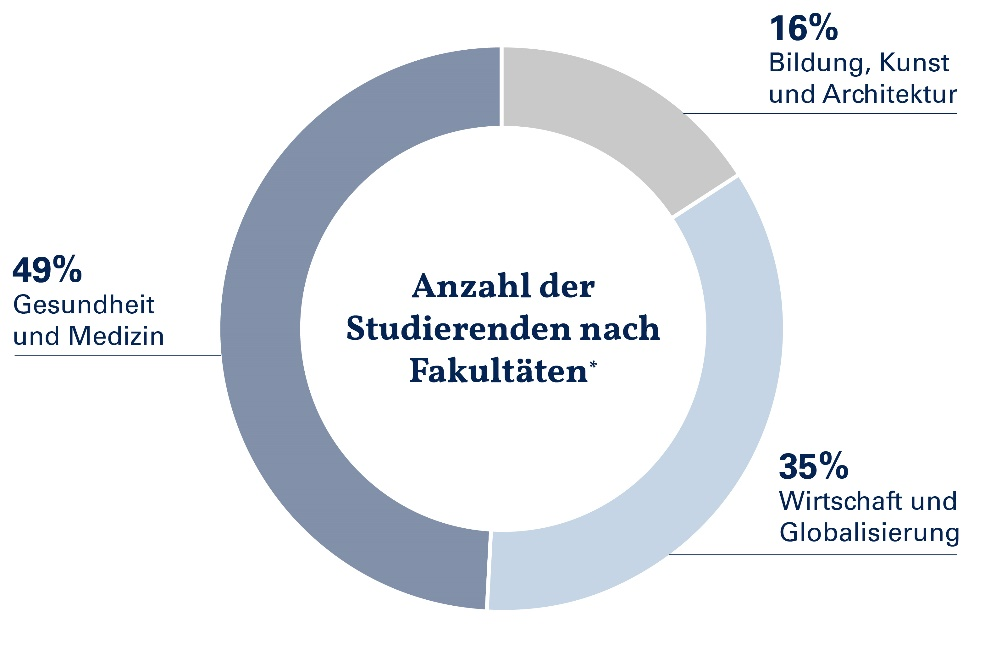 16%
Bildung, Kunst
und Architektur
49%
Gesundheit
und Medizin
Anzahl der
Studierenden nach
Fakultäten*
35%
Wirtschaft und
Globalisierung